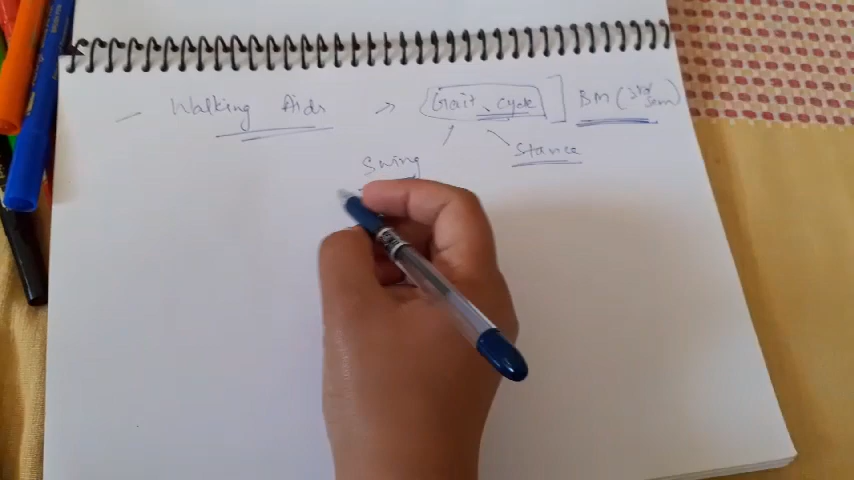 - Walking Aids → Gait cycle ] BM (3rd sem)
Swing Stance